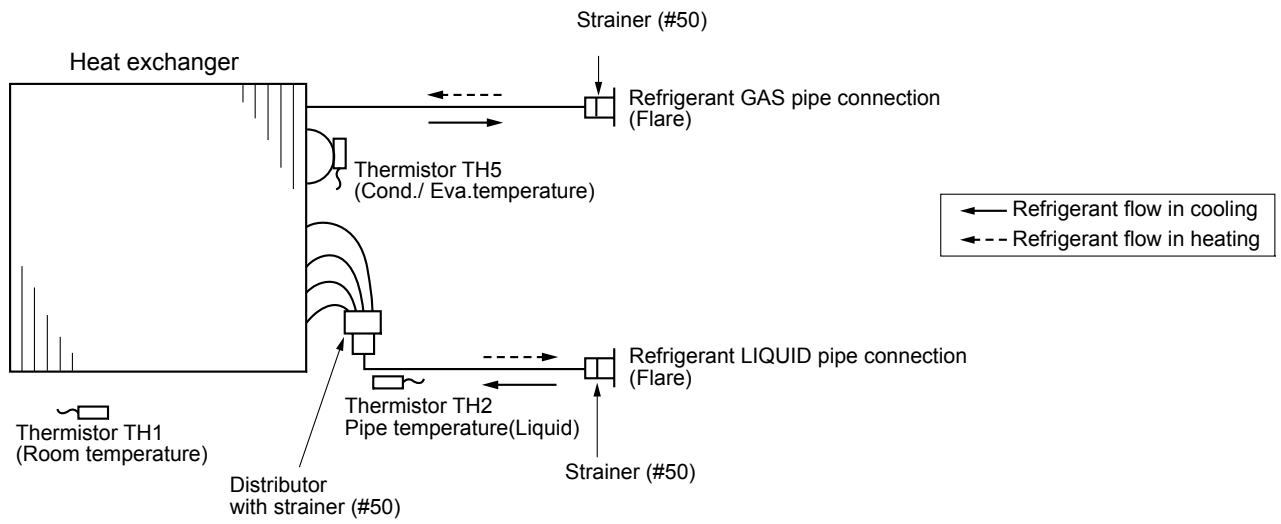 Strainer (#50)
Heat exchanger
Refrigerant GAS pipe connection
(Flare)
Thermistor TH5
(Cond./ Eva.temperature)
Refrigerant flow in cooling
Refrigerant flow in heating
Refrigerant LIQUID pipe connection
(Flare)
Thermistor TH2
Pipe temperature(Liquid)
Thermistor TH1
(Room temperature)
Strainer (#50)
Distributor
with strainer (#50)